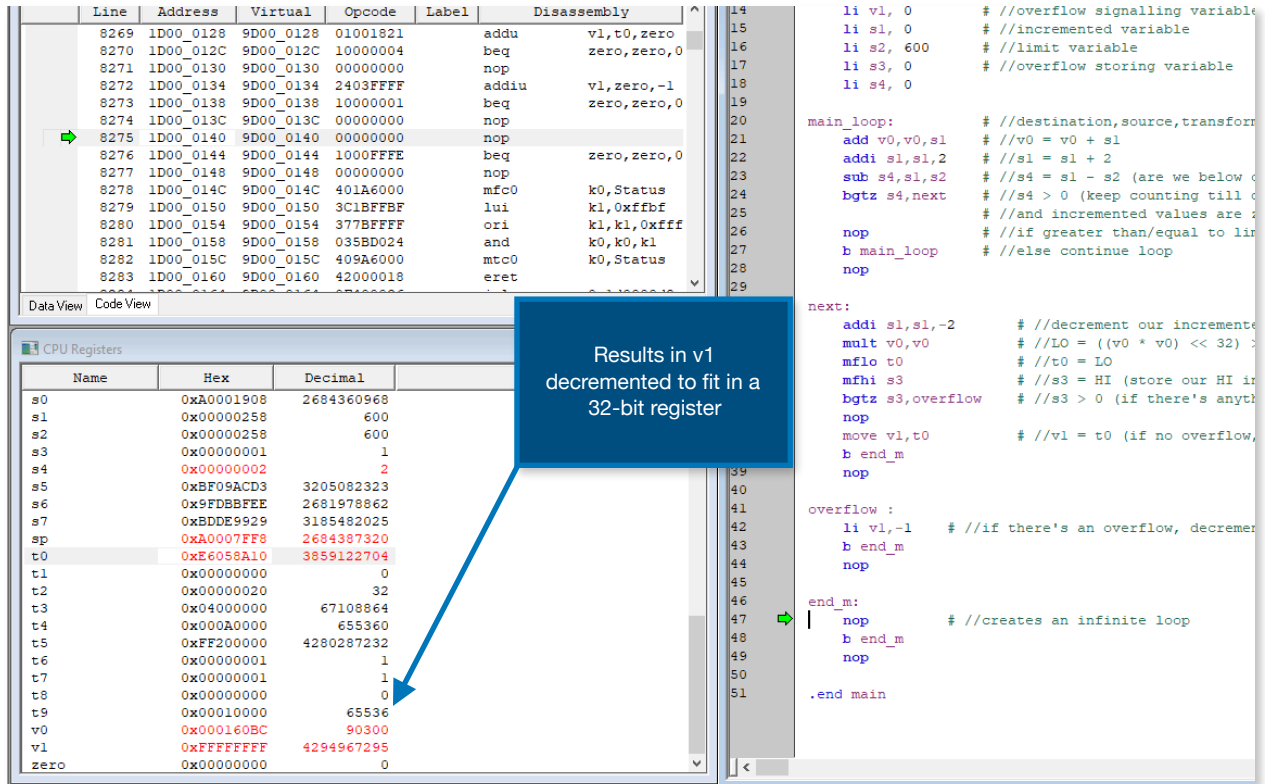 Line Address Virtual Opcode Label Disassembly
8269 1D00_0128 9D00_0128 01001821 addu v1,t0,zero
8270 1D00_012C 9D00_012C 10000004 beq zero,zero,0
8271 1D00_0130 9D00_0130 00000000 nop
8272 1D00_0134 9D00_0134 2403FFFF addiu v1,zero,-1
8273 1D00_0138 9D00_0138 10000001 beq zero,zero,0
8274 1D00_013C 9D00_013C 00000000 nop
8275 1D00_0140 9D00_0140 00000000 nop
8276 1D00_0144 9D00_0144 1000FFFE beq zero,zero,0
8277 1D00_0148 9D00_0148 00000000 nop
8278 1D00_014C 9D00_014C 401A6000 mfc0 k0,Status
8279 1D00_0150 9D00_0150 3C1BFFBF lui k1,0xffbf
8280 1D00_0154 9D00_0154 377BFFFF ori k1,k1,0xfff
8281 1D00_0158 9D00_0158 035BD024 and k0,k0,k1
8282 1D00_015C 9D00_015C 409A6000 mtc0 k0,Status
8283 1D00_0160 9D00_0160 42000018 eret
Data View Code View
CPU Registers
Name Hex Decimal
s0 0xA0001908 2684360968
s1 0x00000258 600
s2 0x00000258 600
s3 0x00000001 1
s4 0x00000002 2
s5 0xBF09ACD3 3205082323
s6 0x9FDBBFEE 2681978862
s7 0xBDDE9929 3185482025
sp 0xA0007FF8 2684387320
t0 0xE6058A10 3859122704
t1 0x00000000 0
t2 0x00000020 32
t3 0x04000000 67108864
t4 0x000A0000 655360
t5 0xFF200000 4280287232
t6 0x00000001 1
t7 0x00000001 1
t8 0x00000000 0
t9 0x00010000 65536
v0 0x000160BC 90300
v1 0xFFFFFFFF 4294967295
zero 0x00000000 0
Results in v1
decremented to fit in a
32-bit register
14 li v1, 0 # //overflow signalling variable
15 li s1, 0 # //incremented variable
16 li s2, 600 # //limit variable
17 li s3, 0 # //overflow storing variable
18 li s4, 0
19
20 main_loop: # //destination,source,transfor
21 add v0,v0,s1 # //v0 = v0 + s1
22 addi s1,s1,2 # //s1 = s1 + 2
23 sub s4,s1,s2 # //s4 = s1 - s2 (are we below
24 bgtz s4,next # //s4 > 0 (keep counting till
25 # //and incremented values are
26 nop # //if greater than/equal to
27 b main_loop # //else continue loop
28 nop
29
next:
addi s1,s1,-2 # //decrement our incremente
mult v0,v0 # //LO = ((v0 * v0) << 32) >
mflo t0 # //t0 = LO
mfhi s3 # //s3 = HI (store our HI
bgtz s3,overflow # //s3 > 0 (if there's anyt
nop
move v1,t0 # //v1 = t0 (if no overflow,
b end_m
39 nop
40
41 overflow :
42 li v1,-1 # //if there's an overflow, decreme
43 b end_m
44 nop
45
46 end_m:
47 nop # //creates an infinite loop
48 b end_m
49 nop
50
51 .end main